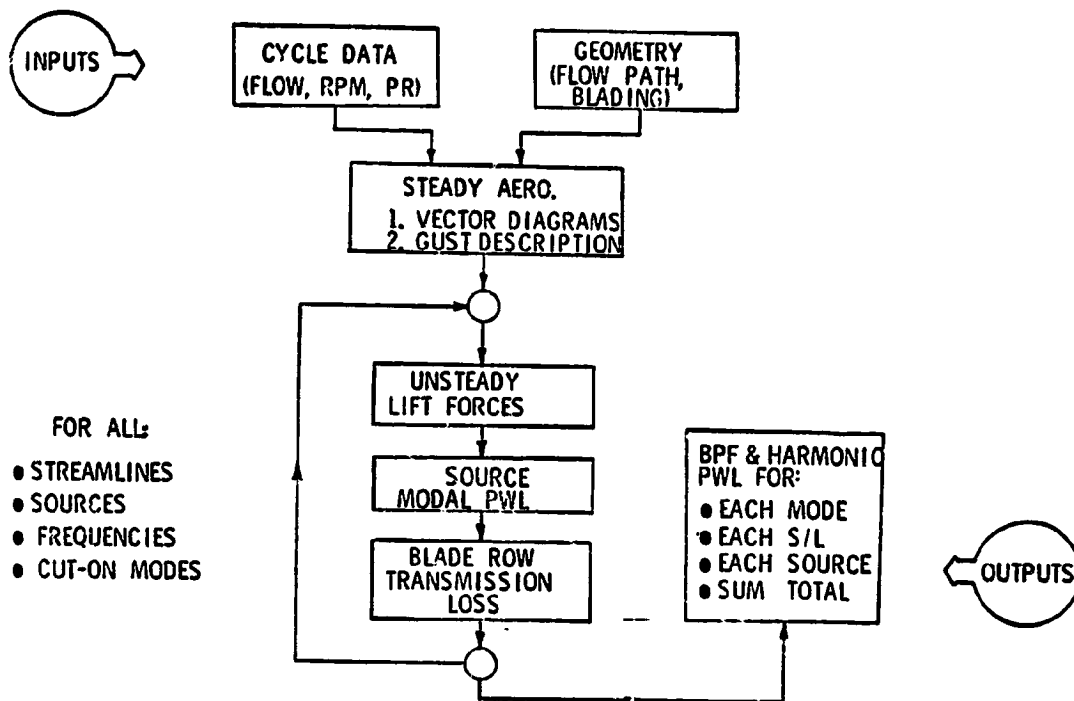 INPUTS
CYCLE DATA
(FLOW, RPM, PR)
GEOMETRY
(FLOW PATH,
BLADING)
STEADY AERO.
1. VECTOR DIAGRAMS
2. GUST DESCRIPTION
UNSTEADY
LIFT FORCES
SOURCE
MODAL PWL
BLADE ROW
TRANSMISSION
LOSS
FOR ALL:
• STREAMLINES
• SOURCES
• FREQUENCIES
• CUT-ON MODES
BPF & HARMONIC
PWL FOR:
• EACH MODE
• EACH S/L
• EACH SOURCE
• SUM TOTAL
OUTPUTS